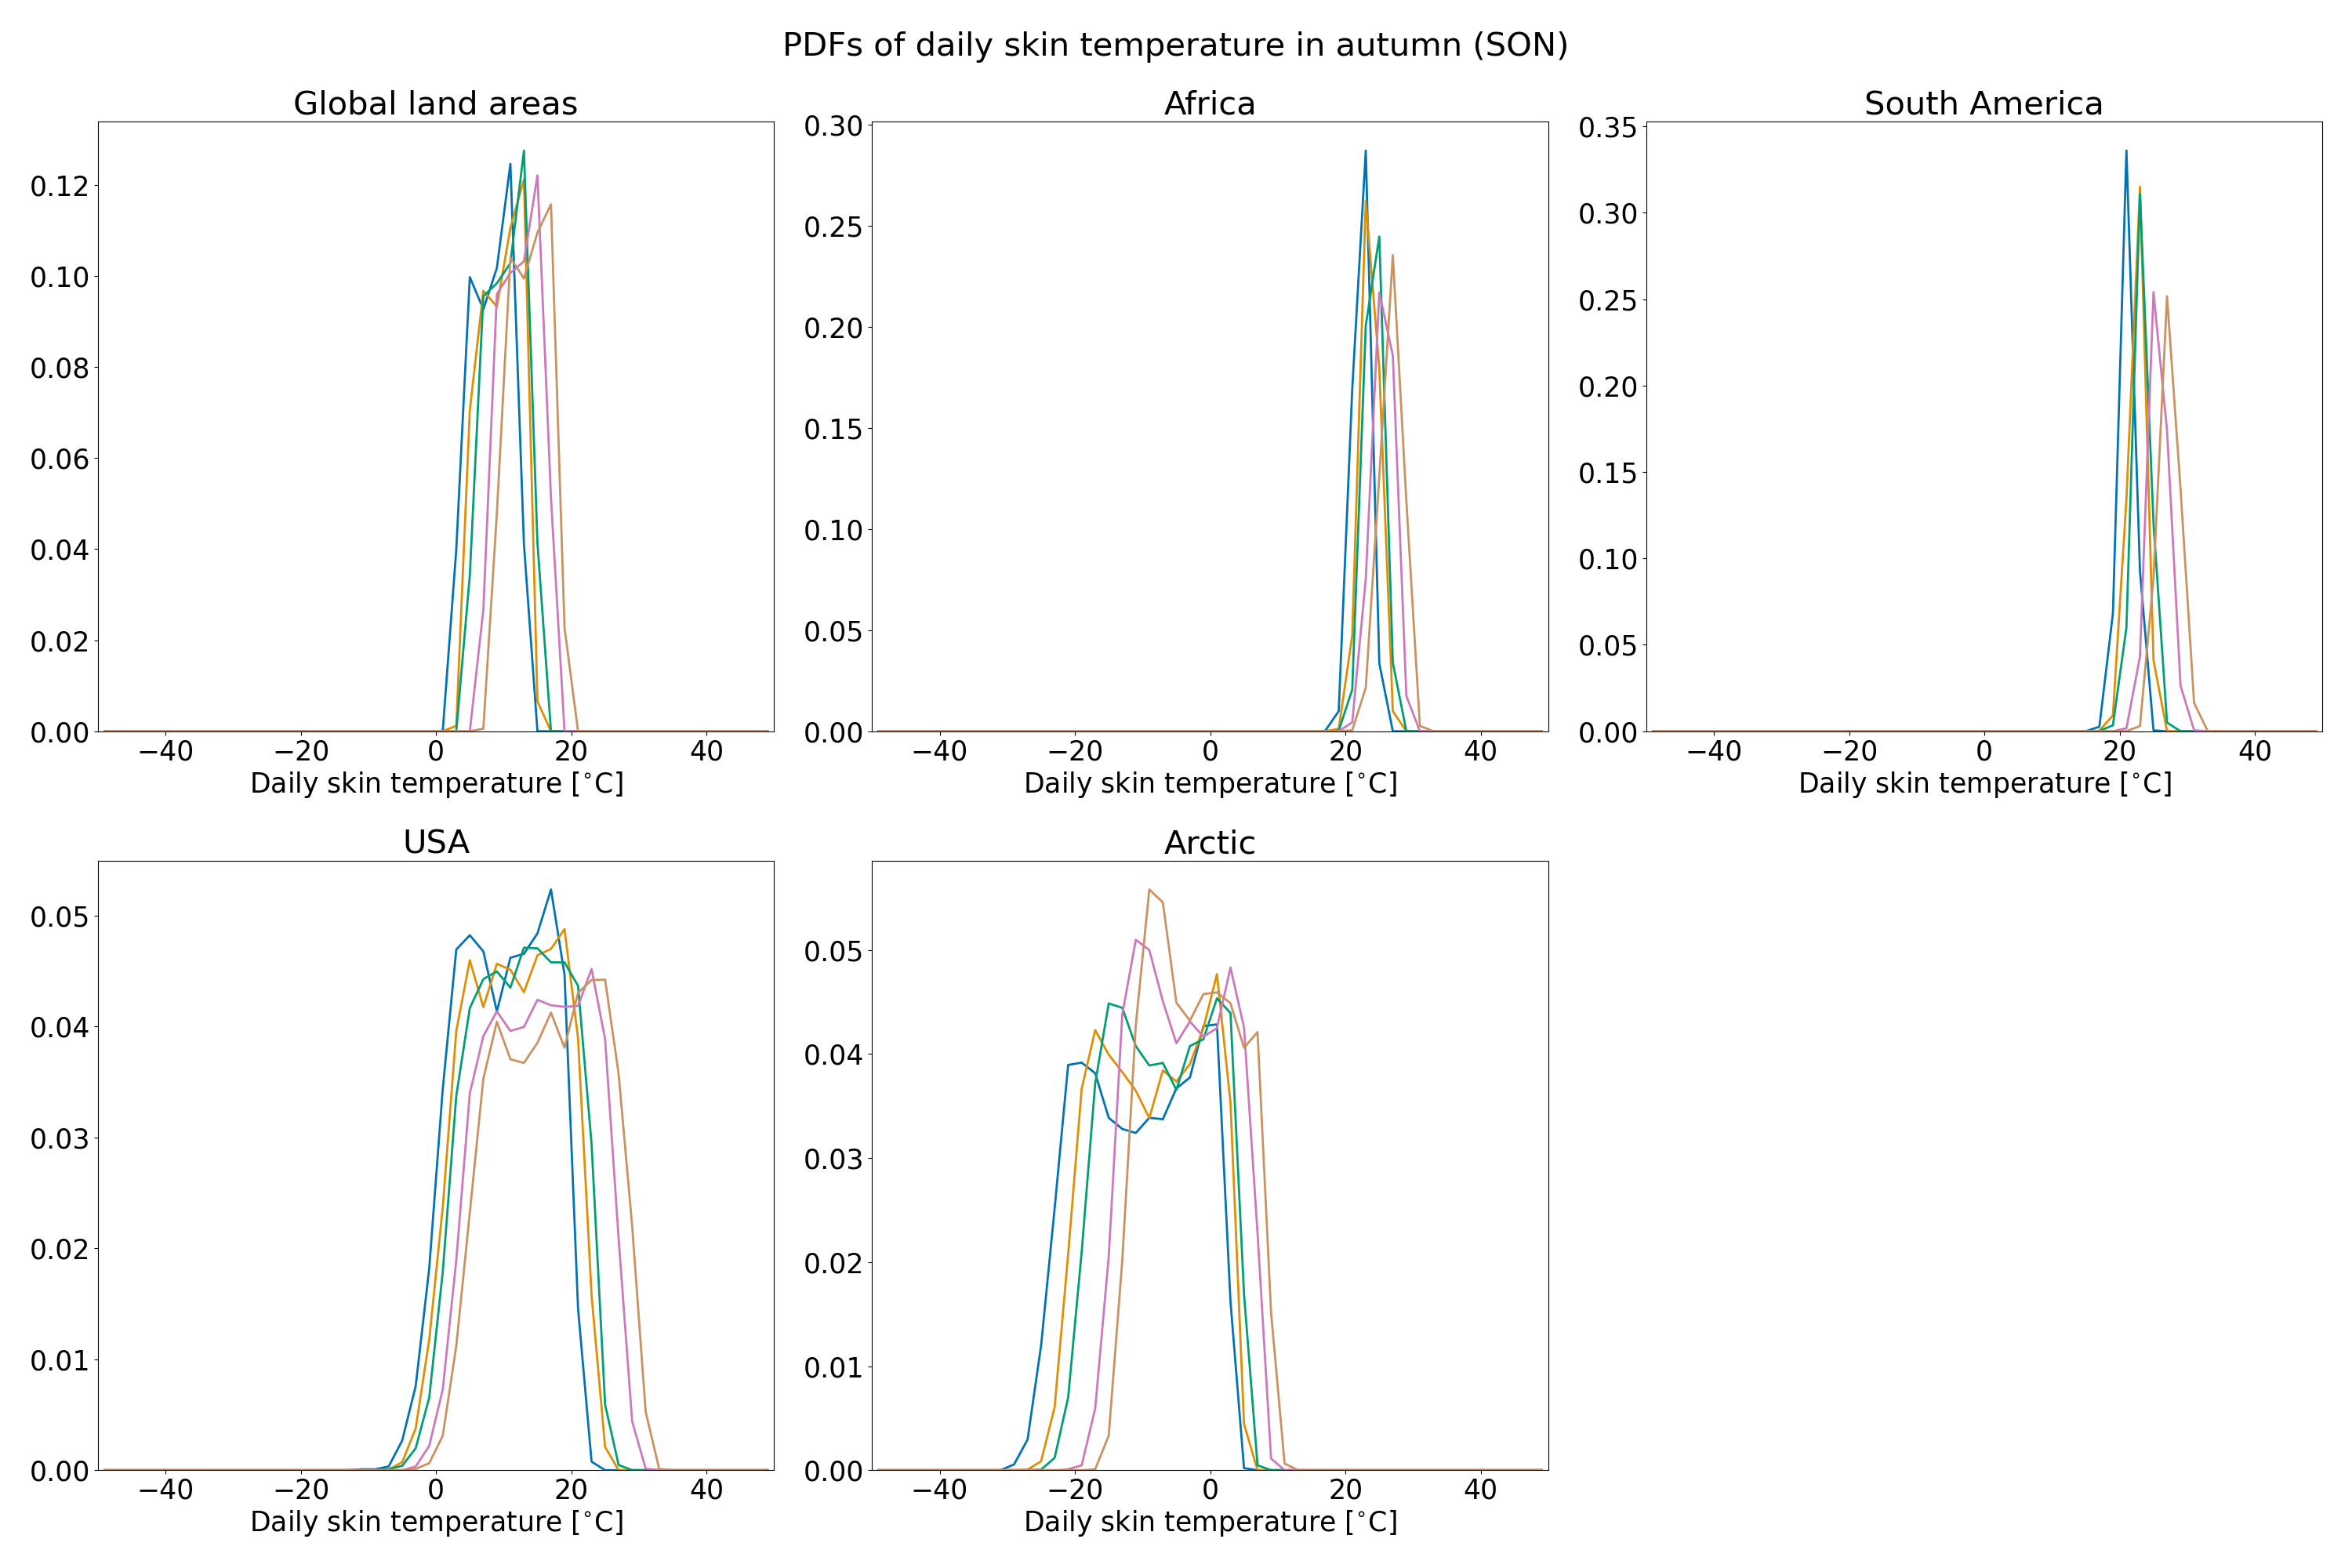 PDFs of daily skin temperature in autumn (SON)
Global land areas
0.12
0.10
0.08
0.06
0.04
0.02
0.00
−40 −20 0 20 40
Daily skin temperature [°C]
Africa
0.30
0.25
0.20
0.15
0.10
0.05
0.00
−40 −20 0 20 40
Daily skin temperature [°C]
South America
0.35
0.30
0.25
0.20
0.15
0.10
0.05
0.00
−40 −20 0 20 40
Daily skin temperature [°C]
USA
0.05
0.04
0.03
0.02
0.01
0.00
−40 −20 0 20 40
Daily skin temperature [°C]
Arctic
0.05
0.04
0.03
0.02
0.01
0.00
−40 −20 0 20 40
Daily skin temperature [°C]